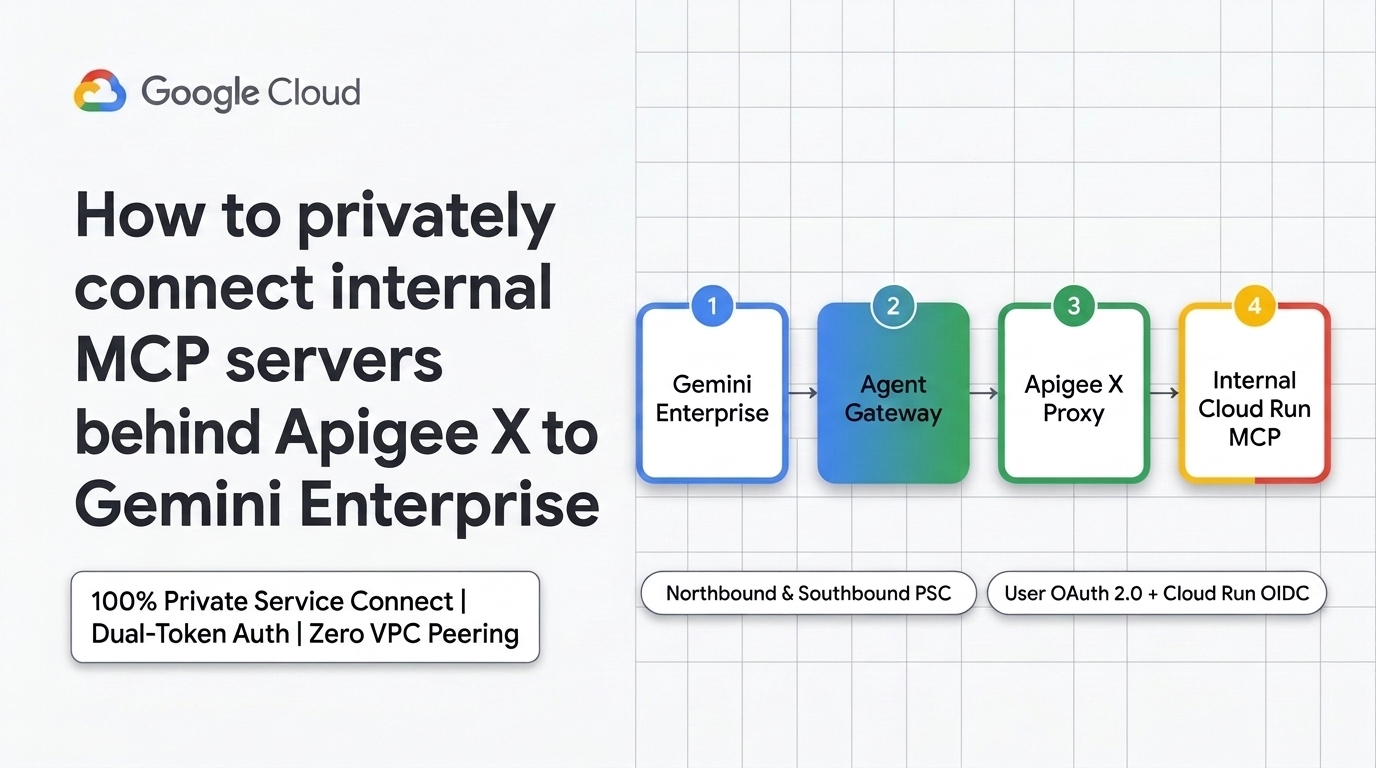 Google Cloud
How to privately
connect internal
MCP servers
behind Apigee X to
Gemini Enterprise
100% Private Service Connect |
Dual-Token Auth | Zero VPC Peering
1
Gemini
Enterprise
2
Agent
Gateway
3
Apigee X
Proxy
4
Internal
Cloud Run
MCP
Northbound & Southbound PSC
User OAuth 2.0 + Cloud Run OIDC